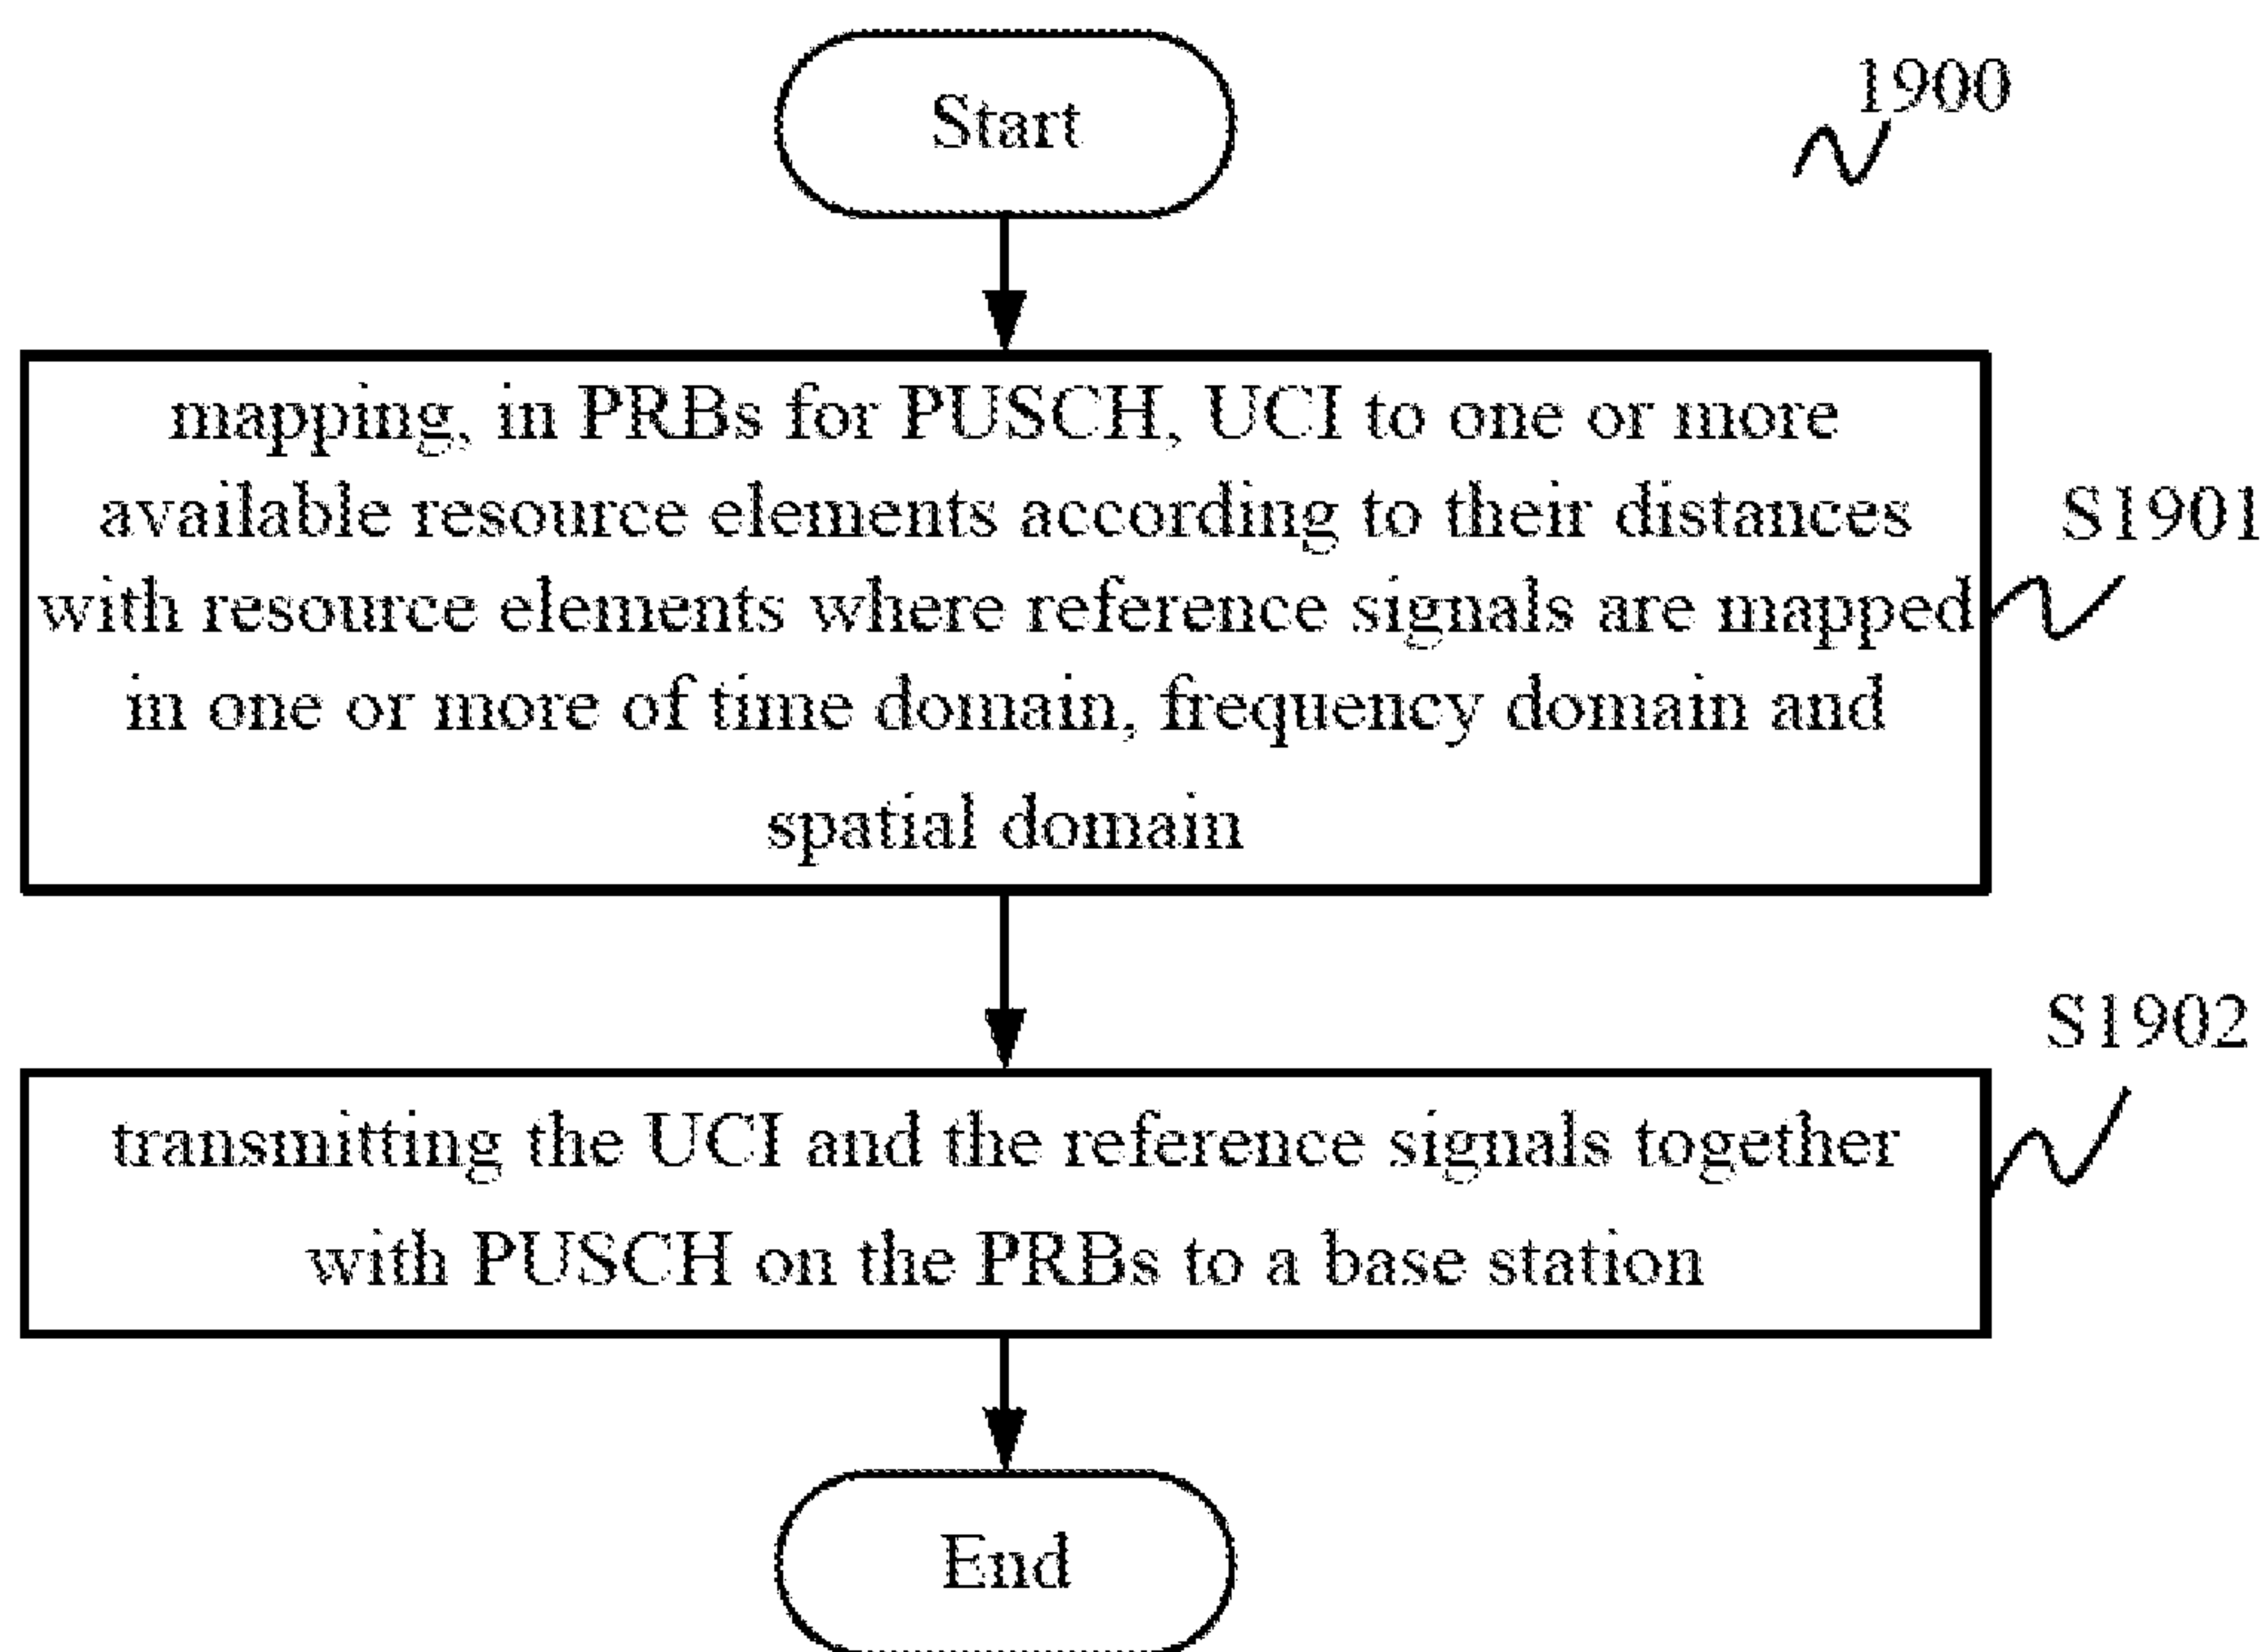 Start
1900
mapping, in PRBs for PUSCH, UCI to one or more
available resource elements according to their distances
with resource elements where reference signals are mapped
in one or more of time domain, frequency domain and
spatial domain
S1901
transmitting the UCI and the reference signals together
with PUSCH on the PRBs to a base station
S1902
End